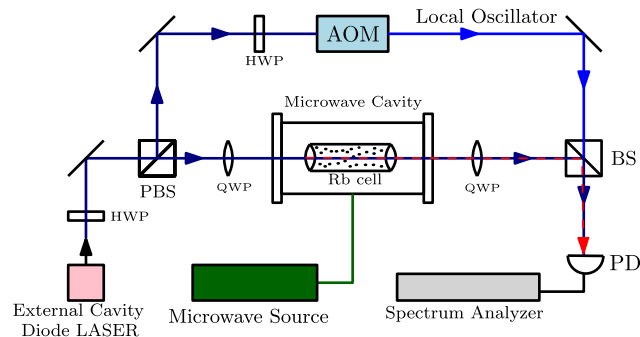 Local Oscillator
AOM
HWP
Microwave Cavity
PBS
QWP
Rb cell
QWP
BS
HWP
PD
External Cavity
Diode LASER
Microwave Source
Spectrum Analyzer